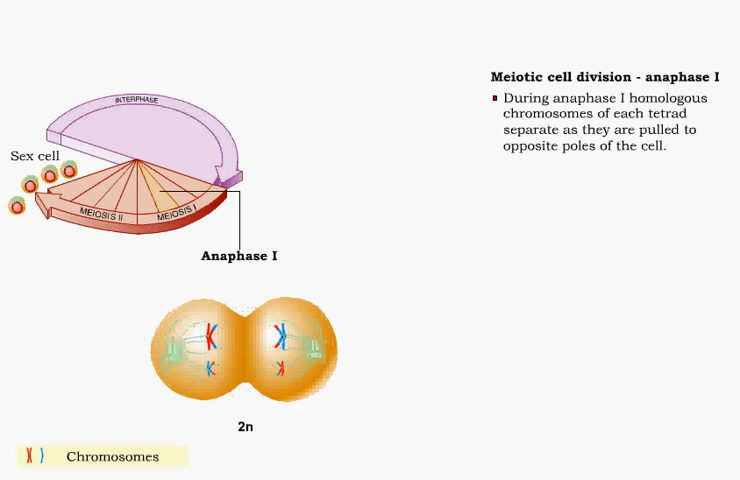 Meiotic cell division - anaphase I
During anaphase I homologous
chromosomes of each tetrad
separate as they are pulled to
opposite poles of the cell.
INTERPHASE
Sex cell
MEIOSIS II
MEIOSIS I
Anaphase I
2n
Chromosomes